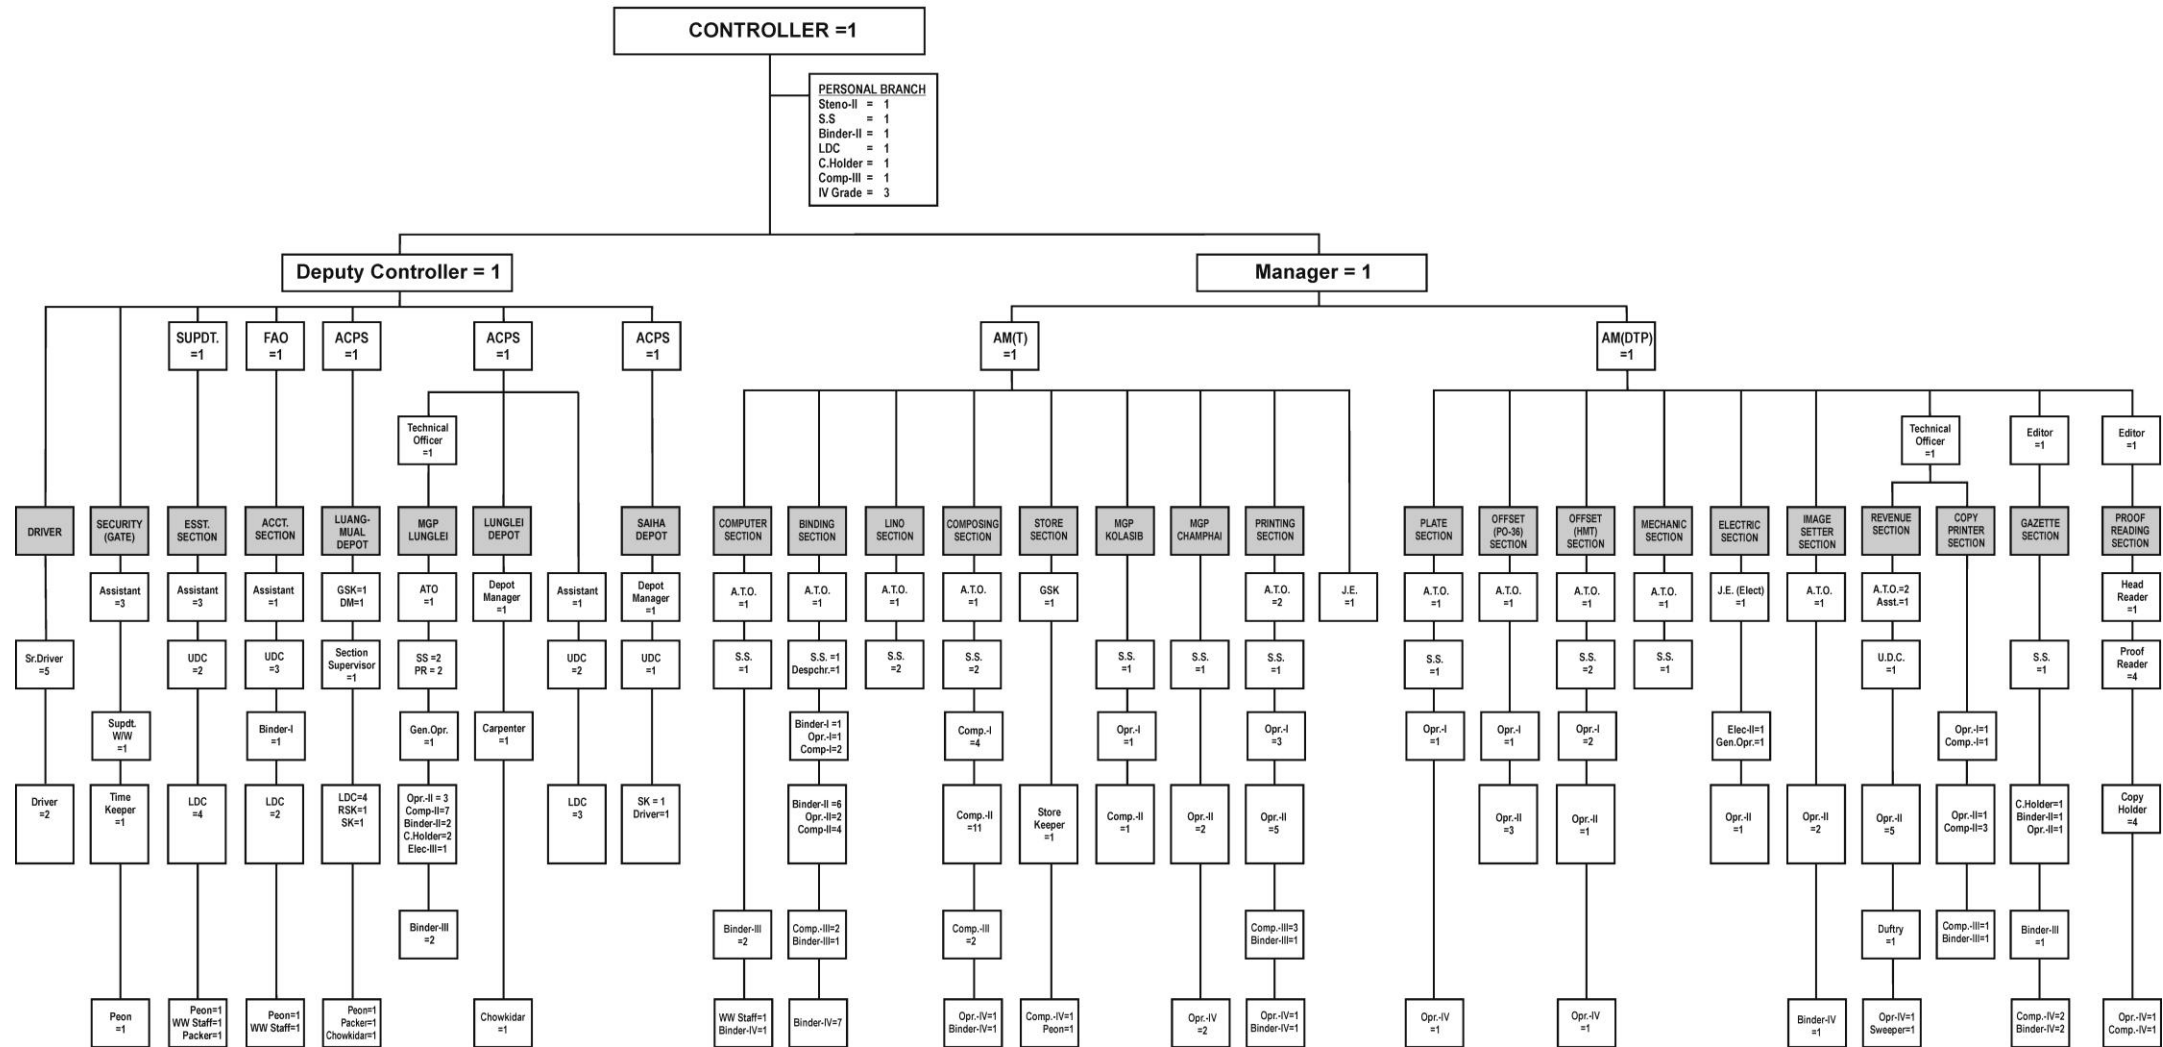 CONTROLLER =1
PERSONAL BRANCH
Steno-II = 1
S.S = 1
Binder-II = 1
LDC = 1
C.Holder = 1
Comp-III = 1
IV Grade = 3
Deputy Controller = 1
Manager = 1
SUPDT.
=1
FAO
=1
ACPS
=1
ACPS
=1
ACPS
=1
AM(T)
=1
AM(DTP)
=1
Technical
Officer
=1
Technical
Officer
=1
Editor
=1
Editor
=1
DRIVER
SECURITY
(GATE)
ESST.
SECTION
ACCT.
SECTION
LUANG-
MUAL
DEPOT
MGP
LUNGLEI
LUNGLEI
DEPOT
SAIHA
DEPOT
COMPUTER
SECTION
BINDING
SECTION
LINO
SECTION
COMPOSING
SECTION
STORE
SECTION
MGP
KOLASIB
MGP
CHAMPHAI
PRINTING
SECTION
PLATE
SECTION
OFFSET
(PO-36)
SECTION
OFFSET
(HMT)
SECTION
MECHANIC
SECTION
ELECTRIC
SECTION
IMAGE
SETTER
SECTION
REVENUE
SECTION
COPY
PRINTER
SECTION
GAZETTE
SECTION
PROOF
READING
SECTION
Assistant
=3
Assistant
=3
Assistant
=1
GSK=1
DM=1
ATO
=1
Depot
Manager
=1
Assistant
=1
Depot
Manager
=1
A.T.O.
=1
A.T.O.
=1
A.T.O.
=1
A.T.O.
=1
GSK
=1
A.T.O.
=2
J.E.
=1
A.T.O.
=1
A.T.O.
=1
A.T.O.
=1
A.T.O.
=1
J.E. (Elect)
=1
A.T.O.
=1
A.T.O.=2
Asst.=1
Head
Reader
=1
Sr.Driver
=5
UDC
=2
UDC
=3
Section
Supervisor
=1
SS =2
PR = 2
UDC
=2
UDC
=1
S.S.
=1
S.S. =1
Despchr.=1
S.S.
=2
S.S.
=2
S.S.
=1
S.S.
=1
S.S.
=1
S.S.
=1
S.S.
=2
S.S.
=1
U.D.C.
=1
S.S.
=1
Proof
Reader
=4
Supdt.
W/W
=1
Binder-I
=1
Gen.Opr.
=1
Carpenter
=1
Binder-I =1
Opr.-I=1
Comp-I=2
Comp.-I
=4
Opr.-I
=1
Opr.-I
=3
Opr.-I
=1
Opr.-I
=1
Opr.-I
=2
Elec-II=1
Gen.Opr.=1
Opr.-I=1
Comp.-I=1
Driver
=2
Time
Keeper
=1
LDC
=4
LDC
=2
LDC=4
RSK=1
SK=1
Opr.-II = 3
Comp-II=7
Binder-II=2
C.Holder=2
Elec-III=1
LDC
=3
SK = 1
Driver=1
Binder-II =6
Opr.-II=2
Comp-II=4
Comp.-II
=11
Store
Keeper
=1
Comp.-II
=1
Opr.-II
=2
Opr.-II
=5
Opr.-II
=3
Opr.-II
=1
Opr.-II
=1
Opr.-II
=2
Opr.-II
=5
Opr.-II=1
Comp-II=3
C.Holder=1
Binder-II=1
Opr.-II=1
Copy
Holder
=4
Binder-III
=2
Binder-III
=2
Comp.-III=2
Binder-III=1
Comp.-III
=2
Comp.-III=3
Binder-III=1
Duftry
=1
Comp.-III=1
Binder-III=1
Binder-III
=1
Peon
=1
Peon=1
WW Staff=1
Packer=1
Peon=1
WW Staff=1
Peon=1
Packer=1
Chowkidar=1
Chowkidar
=1
WW Staff=1
Binder-IV=1
Binder-IV=7
Opr.-IV=1
Binder-IV=1
Comp.-IV=1
Peon=1
Opr.-IV
=2
Opr.-IV=1
Binder-IV=1
Opr.-IV
=1
Opr.-IV
=1
Binder-IV
=1
Opr-IV=1
Sweeper=1
Comp.-IV=2
Binder-IV=2
Opr.-IV=1
Comp.-IV=1